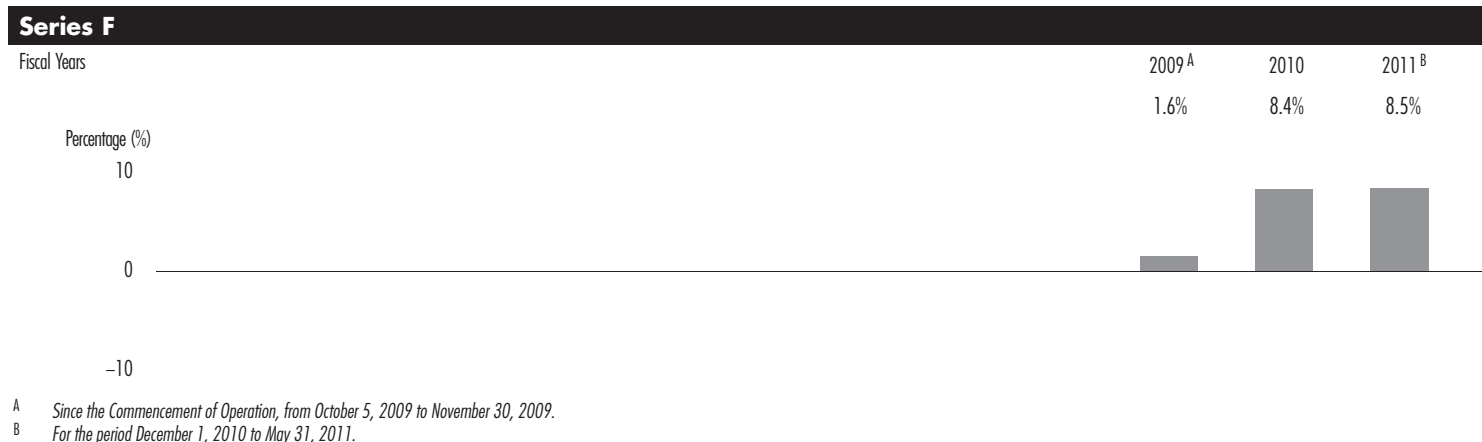 Series F
Fiscal Years 2009 A 2010 2011 B
1.6% 8.4% 8.5%
Percentage (%)
10
0
–10
A Since the Commencement of Operation, from October 5, 2009 to November 30, 2009.
B For the period December 1, 2010 to May 31, 2011.